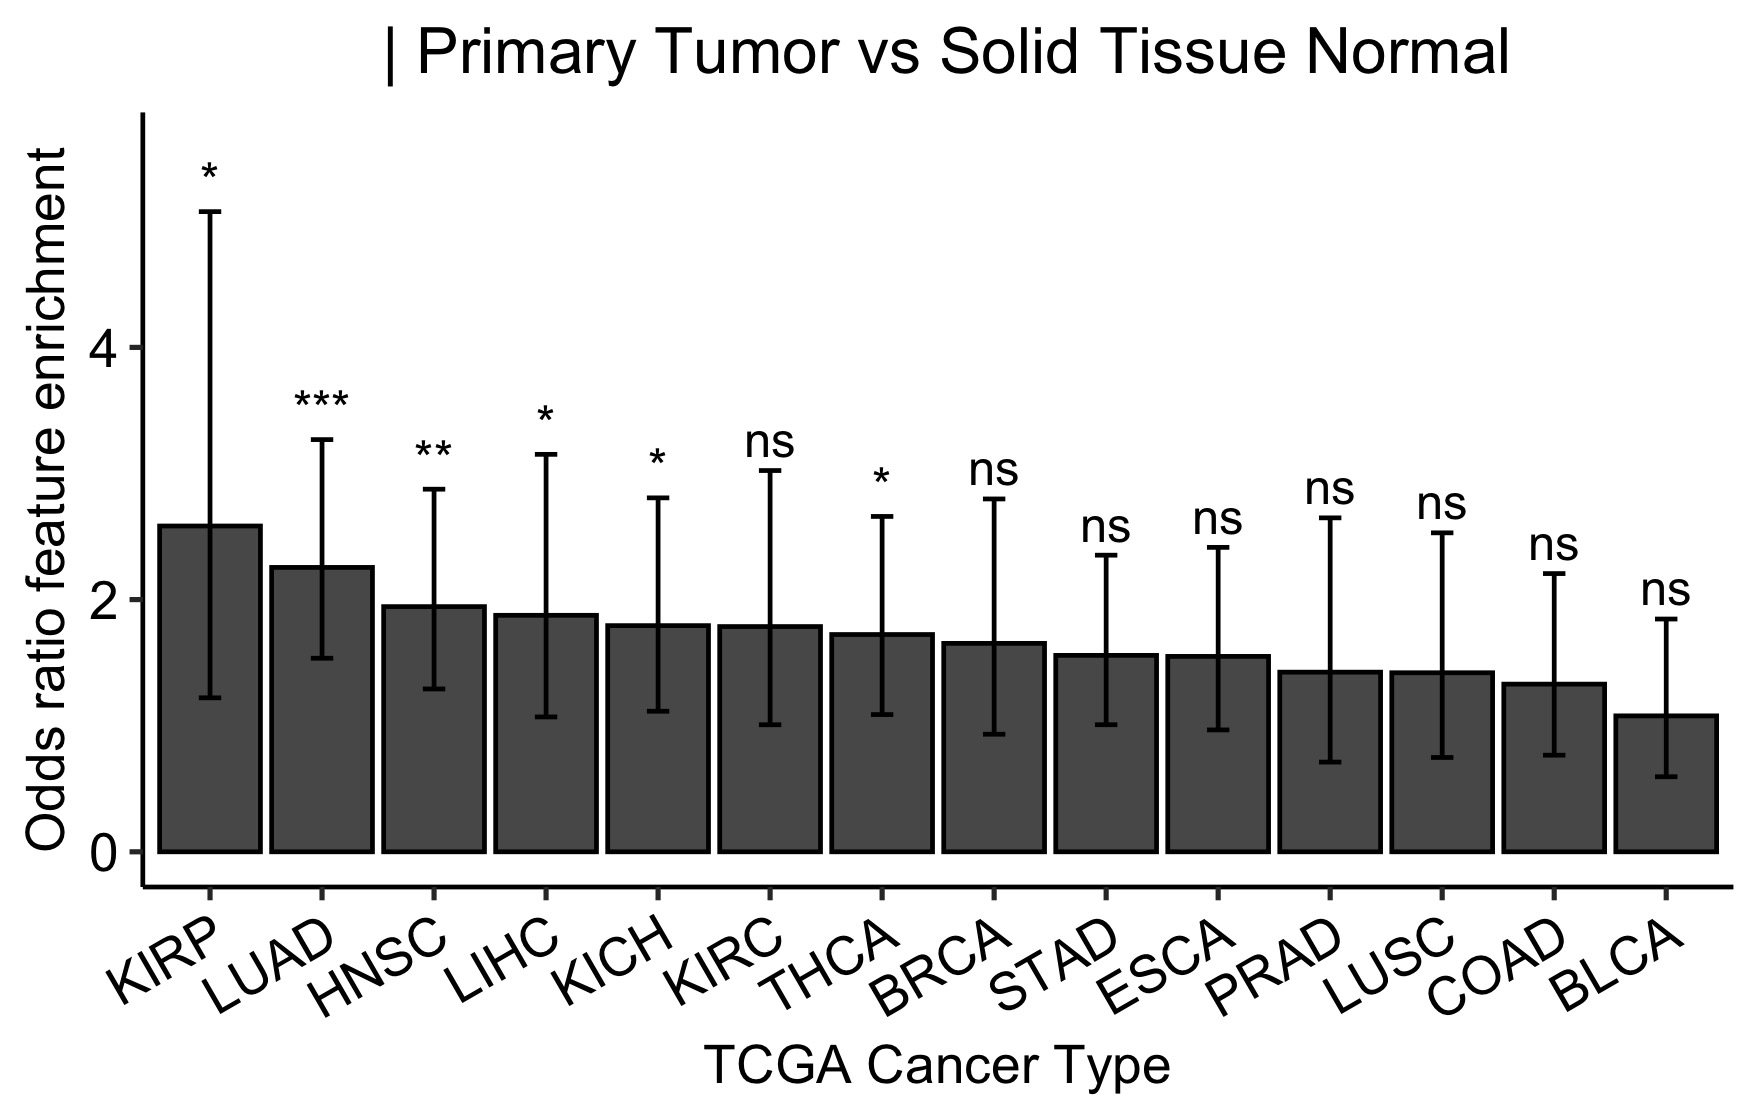 | Primary Tumor vs Solid Tissue Normal
Odds ratio feature enrichment
4
2
0
*
***
**
*
*
ns
*
ns
ns
ns
ns
ns
ns
ns
KIRP
LUAD
HNSC
LIHC
KICH
KIRC
THCA
BRCA
STAD
ESCA
PRAD
LUSC
COAD
BLCA
TCGA Cancer Type